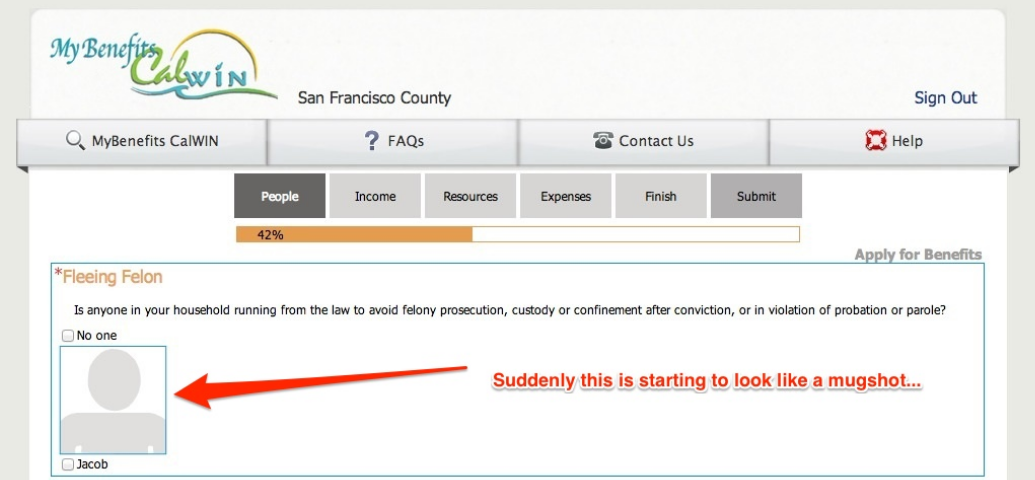 My Benefits
CalWIN
San Francisco County
Sign Out
MyBenefits CalWIN
? FAQs
Contact Us
Help
People
Income
Resources
Expenses
Finish
Submit
42%
Apply for Benefits
*Fleeing Felon
Is anyone in your household running from the law to avoid felony prosecution, custody or confinement after conviction, or in violation of probation or parole?
No one
Suddenly this is starting to look like a mugshot...
Jacob